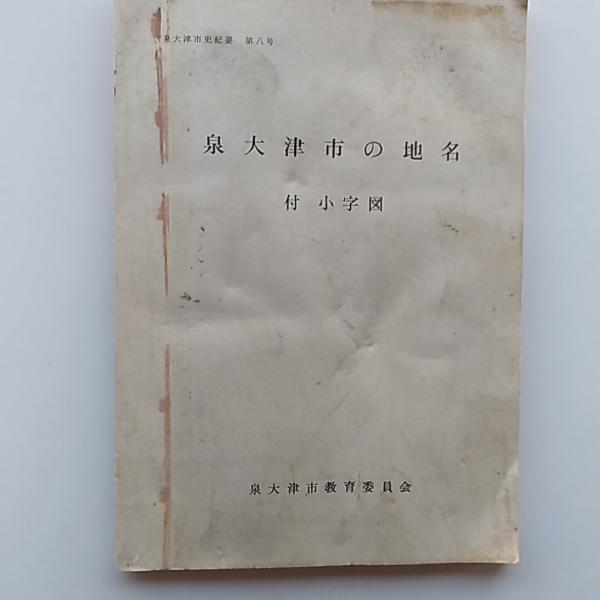 泉大津市史紀要 第八号
泉大津市の地名
付 小字図
泉大津市教育委員会